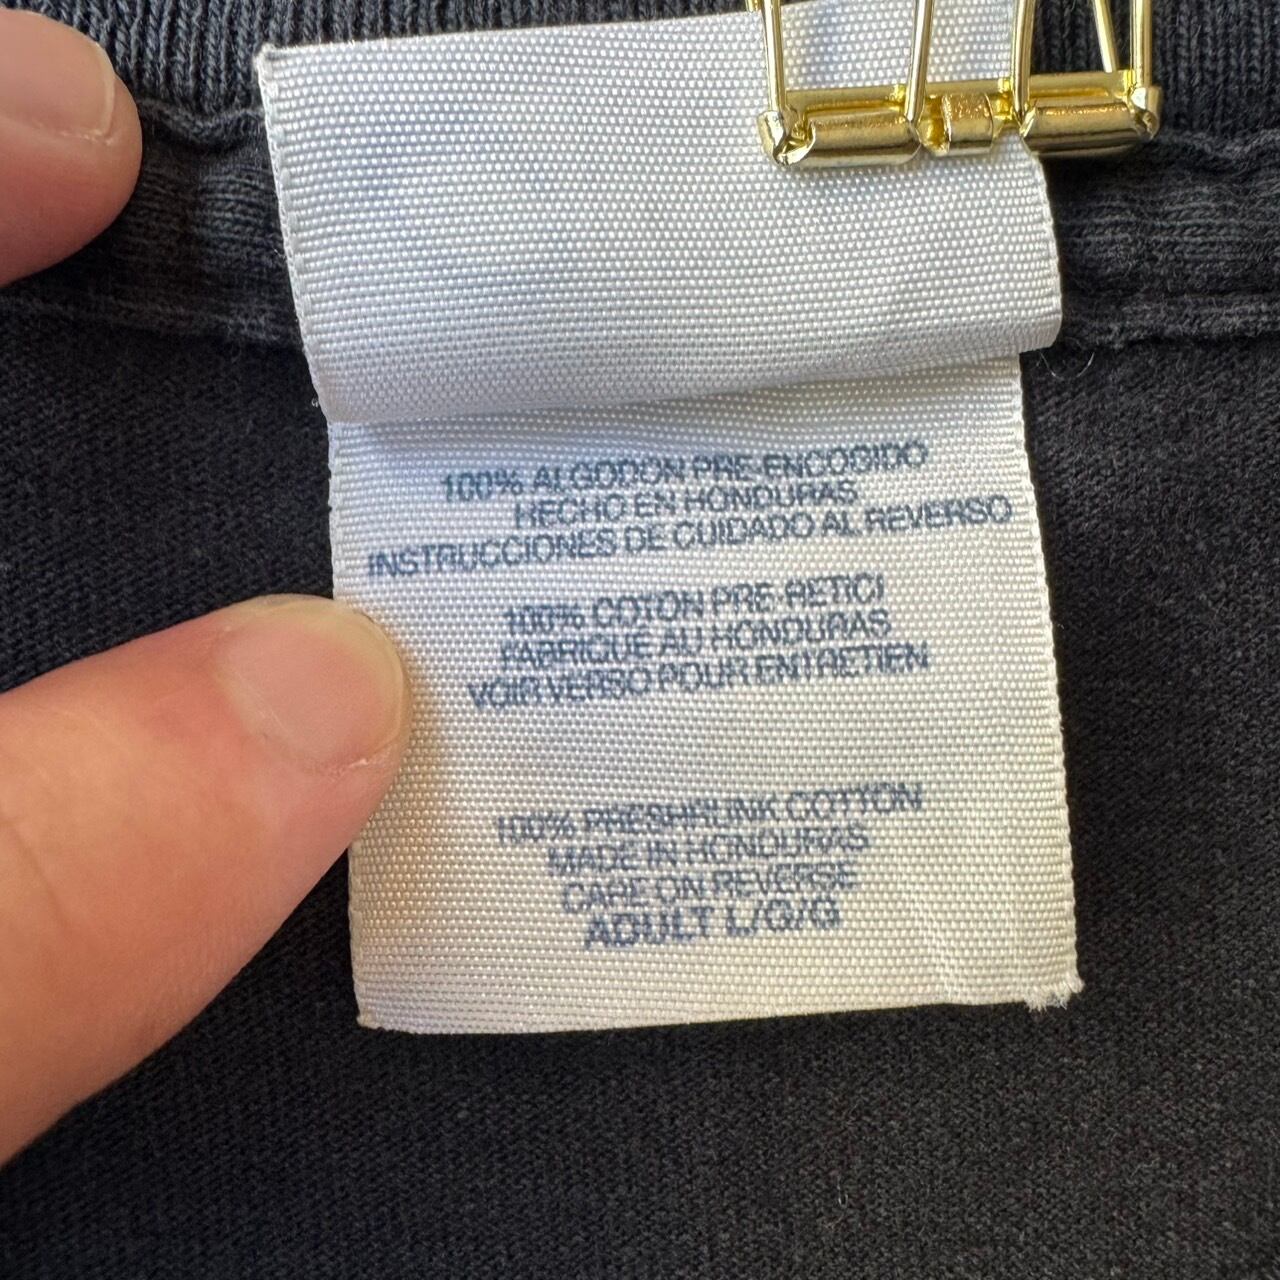 100% ALGODON PRE-ENCOGIDO
HECHO EN HONDURAS
INSTRUCCIONES DE CUIDADO AL REVERSO
100% COTON PRE-RETICI
FABRIQUE AU HONDURAS
VOIR VERSO POUR ENTRETIEN
100% PRESHRUNK COTTON
MADE IN HONDURAS
CARE ON REVERSE
ADULT L/G/G